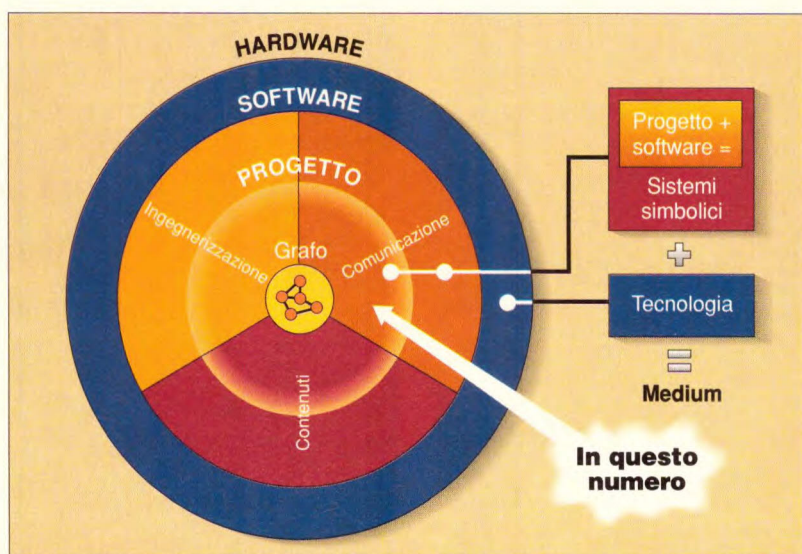 HARDWARE
SOFTWARE
PROGETTO
Ingegnerizzazione
Grafo
Comunicazione
Contenuti
Progetto +
software =
Sistemi
simbolici
+
Tecnologia
=
Medium
In questo
numero